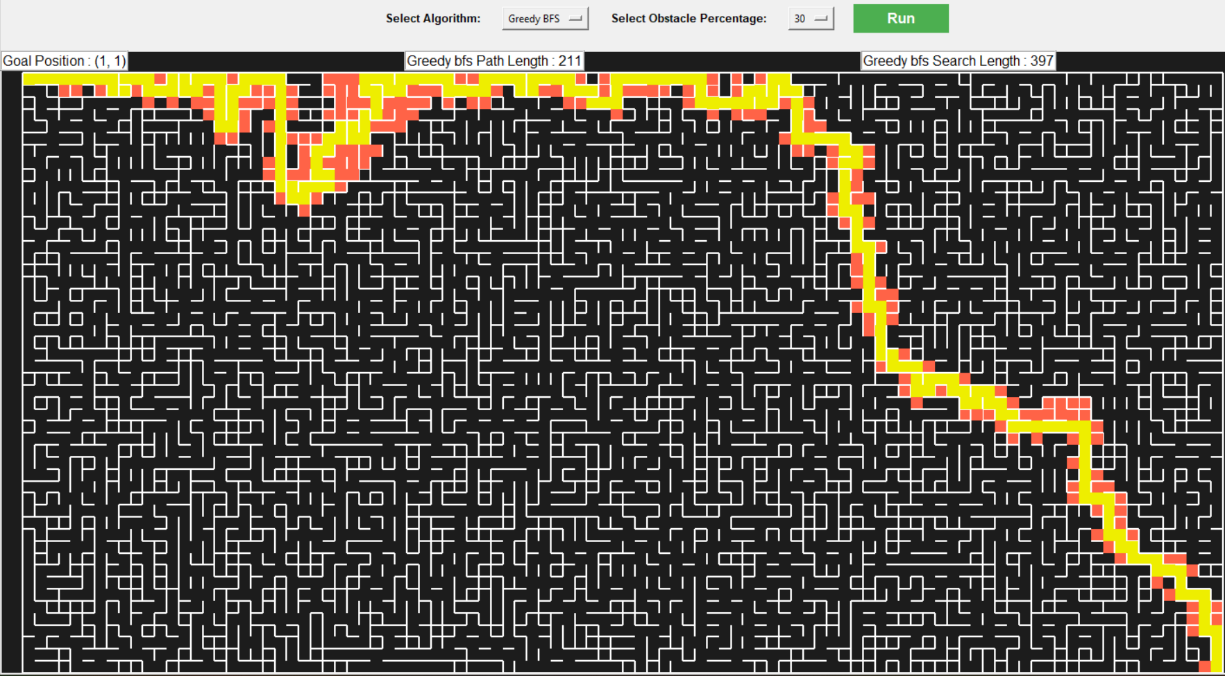 Select Algorithm: Greedy BFS Select Obstacle Percentage: 30 Run
Goal Position : (1, 1) Greedy bfs Path Length : 211 Greedy bfs Search Length : 397